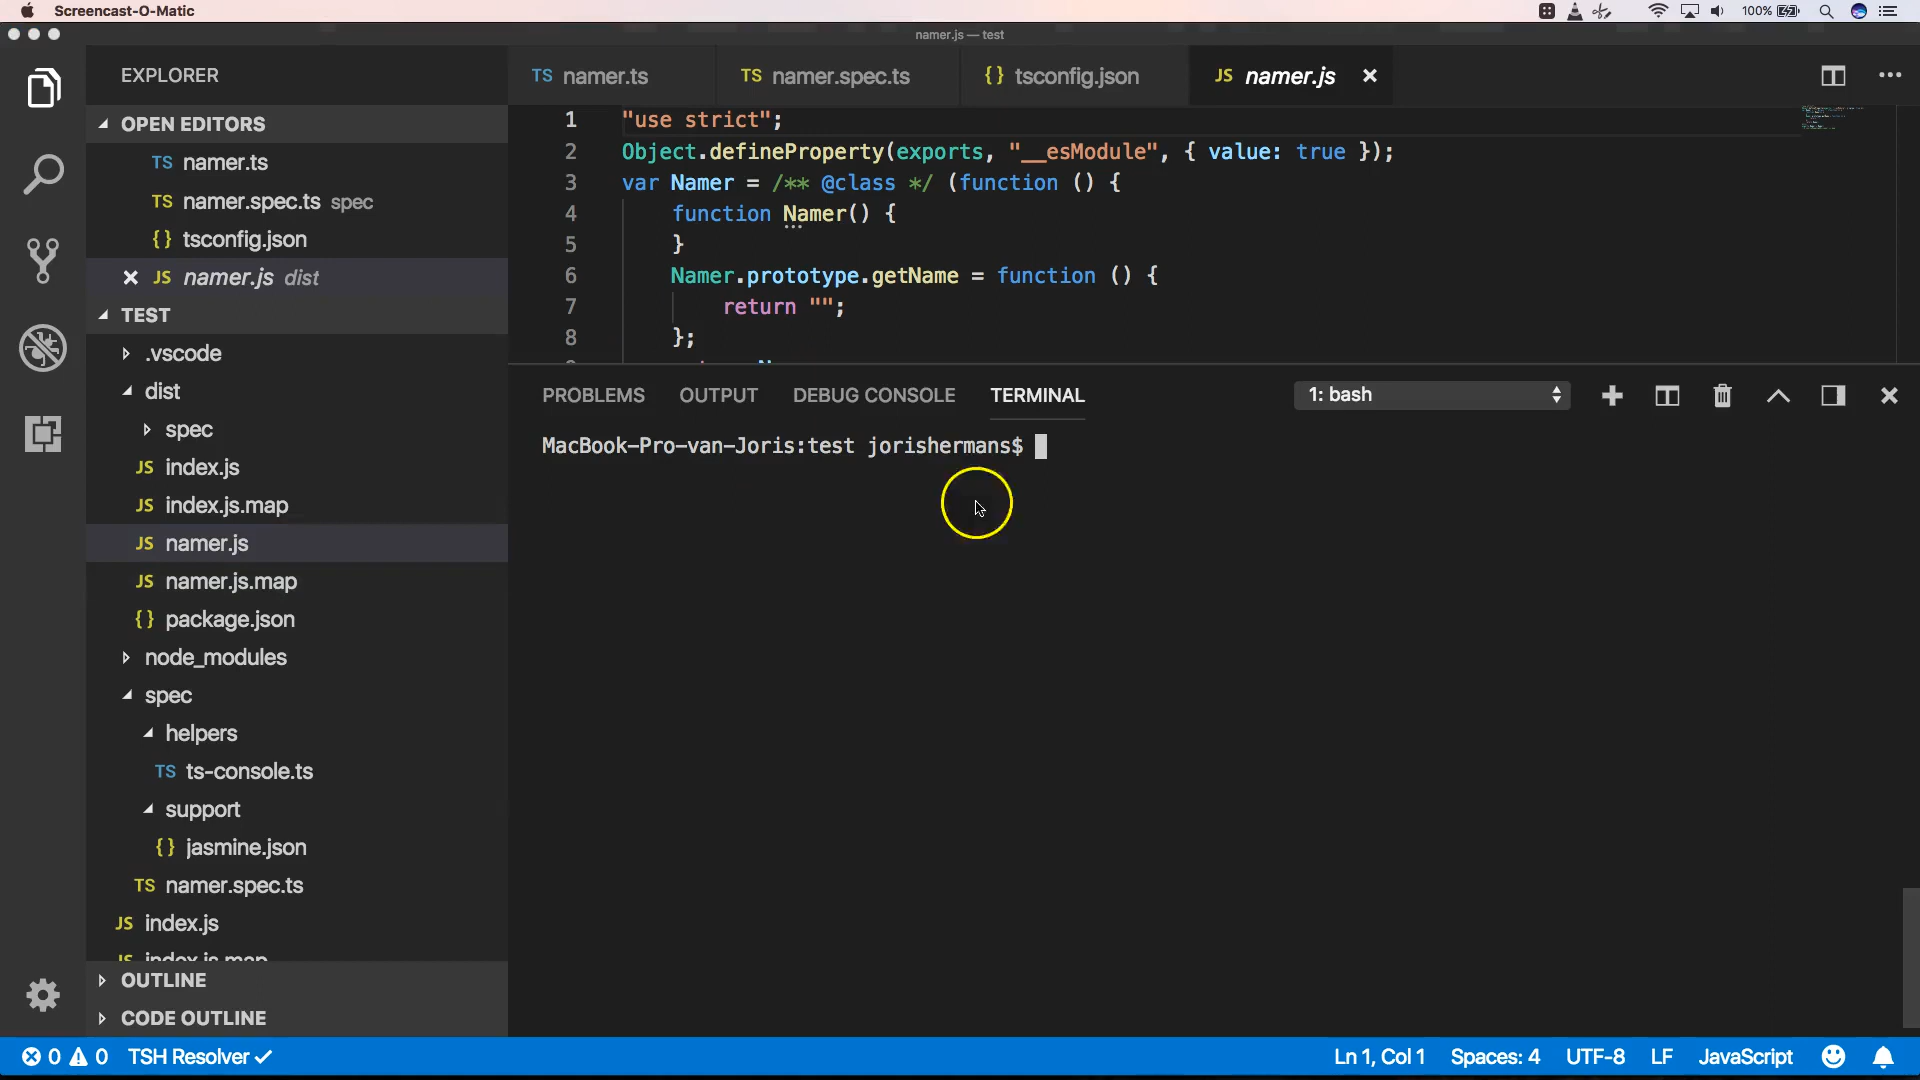 Screencast-O-Matic
100%
namer.js — test
EXPLORER
OPEN EDITORS
TS namer.ts
TS namer.spec.ts spec
{} tsconfig.json
JS namer.js dist
TEST
.vscode
dist
spec
JS index.js
JS index.js.map
JS namer.js
JS namer.js.map
{} package.json
node_modules
spec
helpers
TS ts-console.ts
support
{} jasmine.json
TS namer.spec.ts
JS index.js
JS index.js.map
OUTLINE
CODE OUTLINE
TS namer.ts
TS namer.spec.ts
{} tsconfig.json
JS namer.js
1 "use strict";
2 Object.defineProperty(exports, "__esModule", { value: true });
3 var Namer = /** @class */ (function () {
4 function Namer() {
5 }
6 Namer.prototype.getName = function () {
7 return "";
8 };
PROBLEMS OUTPUT DEBUG CONSOLE TERMINAL
1: bash
MacBook-Pro-van-Joris:test jorishermans$
0 0 TSH Resolver
Ln 1, Col 1 Spaces: 4 UTF-8 LF JavaScript